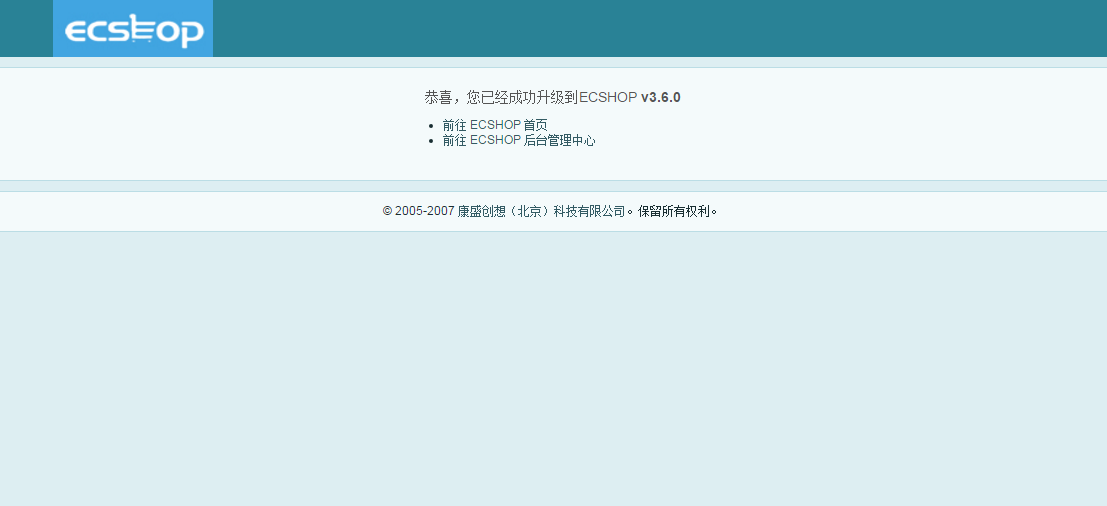 ecshop
恭喜，您已经成功升级到ECSHOP v3.6.0
前往 ECSHOP 首页
前往 ECSHOP 后台管理中心
© 2005-2007 康盛创想（北京）科技有限公司。保留所有权利。